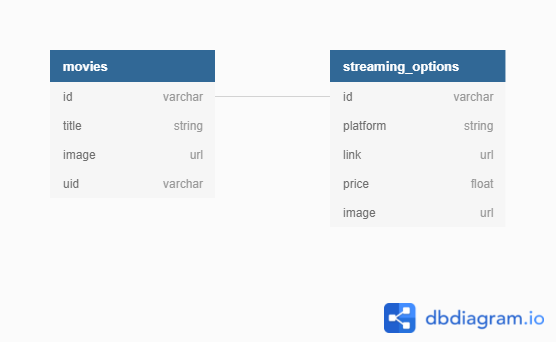 movies
id varchar
title string
image url
uid varchar
streaming_options
id varchar
platform string
link url
price float
image url
dbdiagram.io